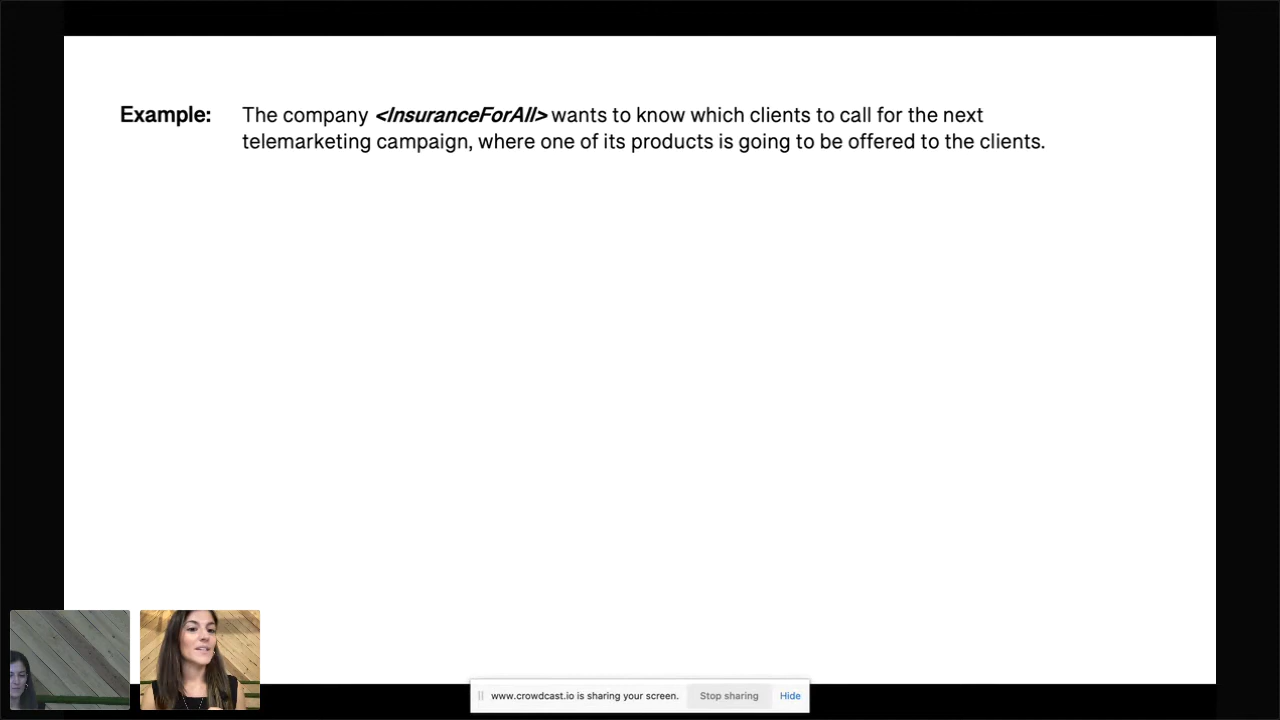 Example: The company <InsuranceForAll> wants to know which clients to call for the next
telemarketing campaign, where one of its products is going to be offered to the clients.
www.crowdcast.io is sharing your screen. Stop sharing Hide